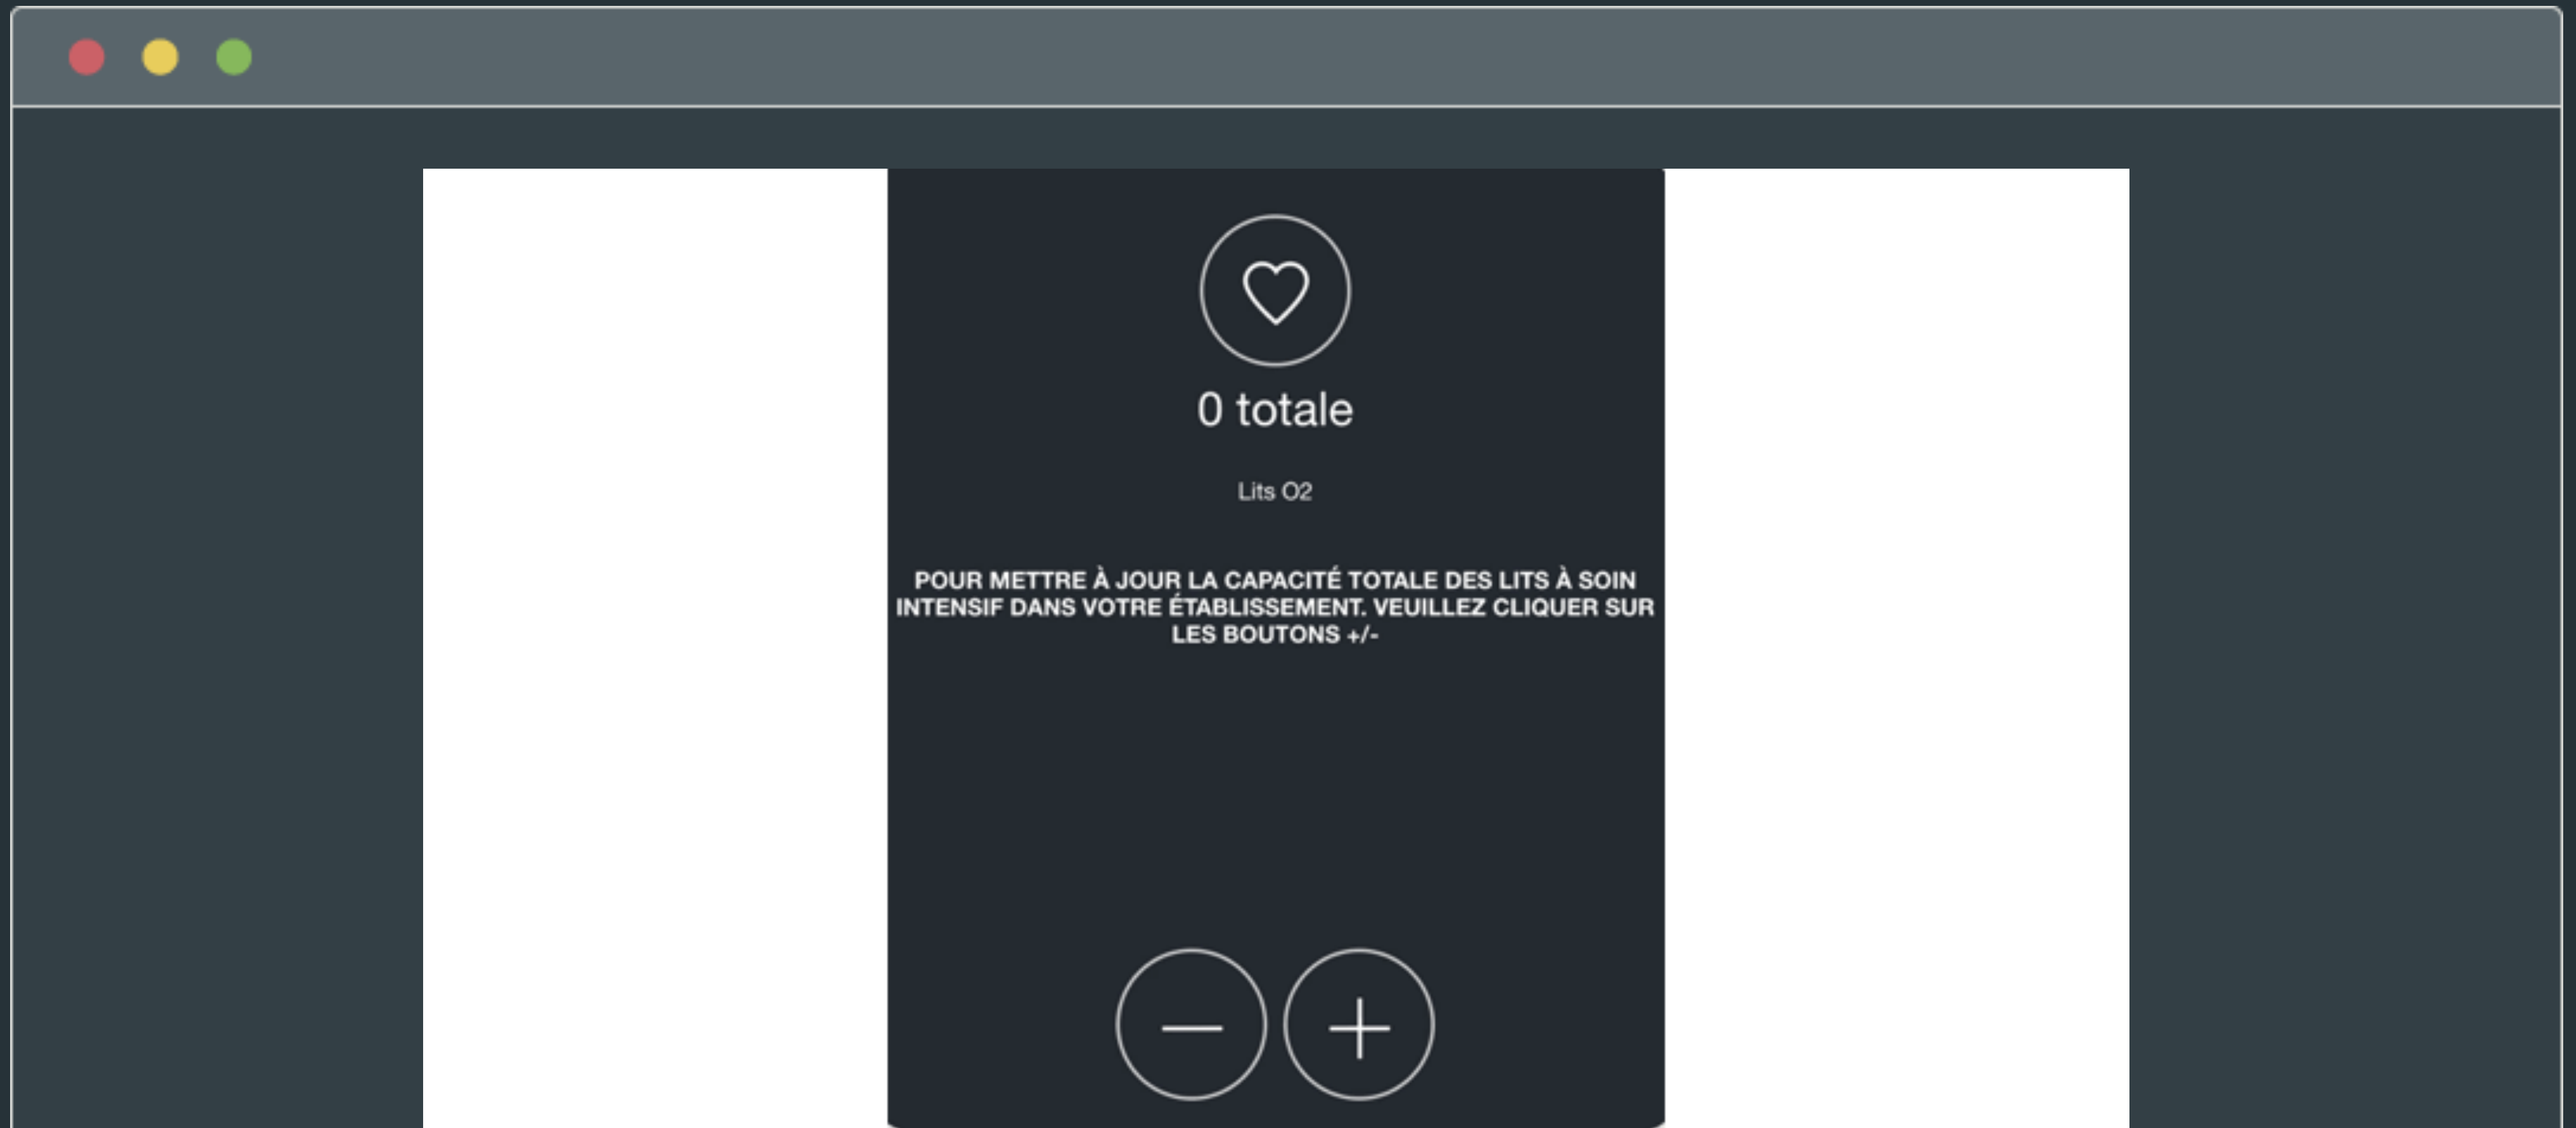 0 totale
Lits O2
POUR METTRE À JOUR LA CAPACITÉ TOTALE DES LITS À SOIN
INTENSIF DANS VOTRE ÉTABLISSEMENT. VEUILLEZ CLIQUER SUR
LES BOUTONS +/-